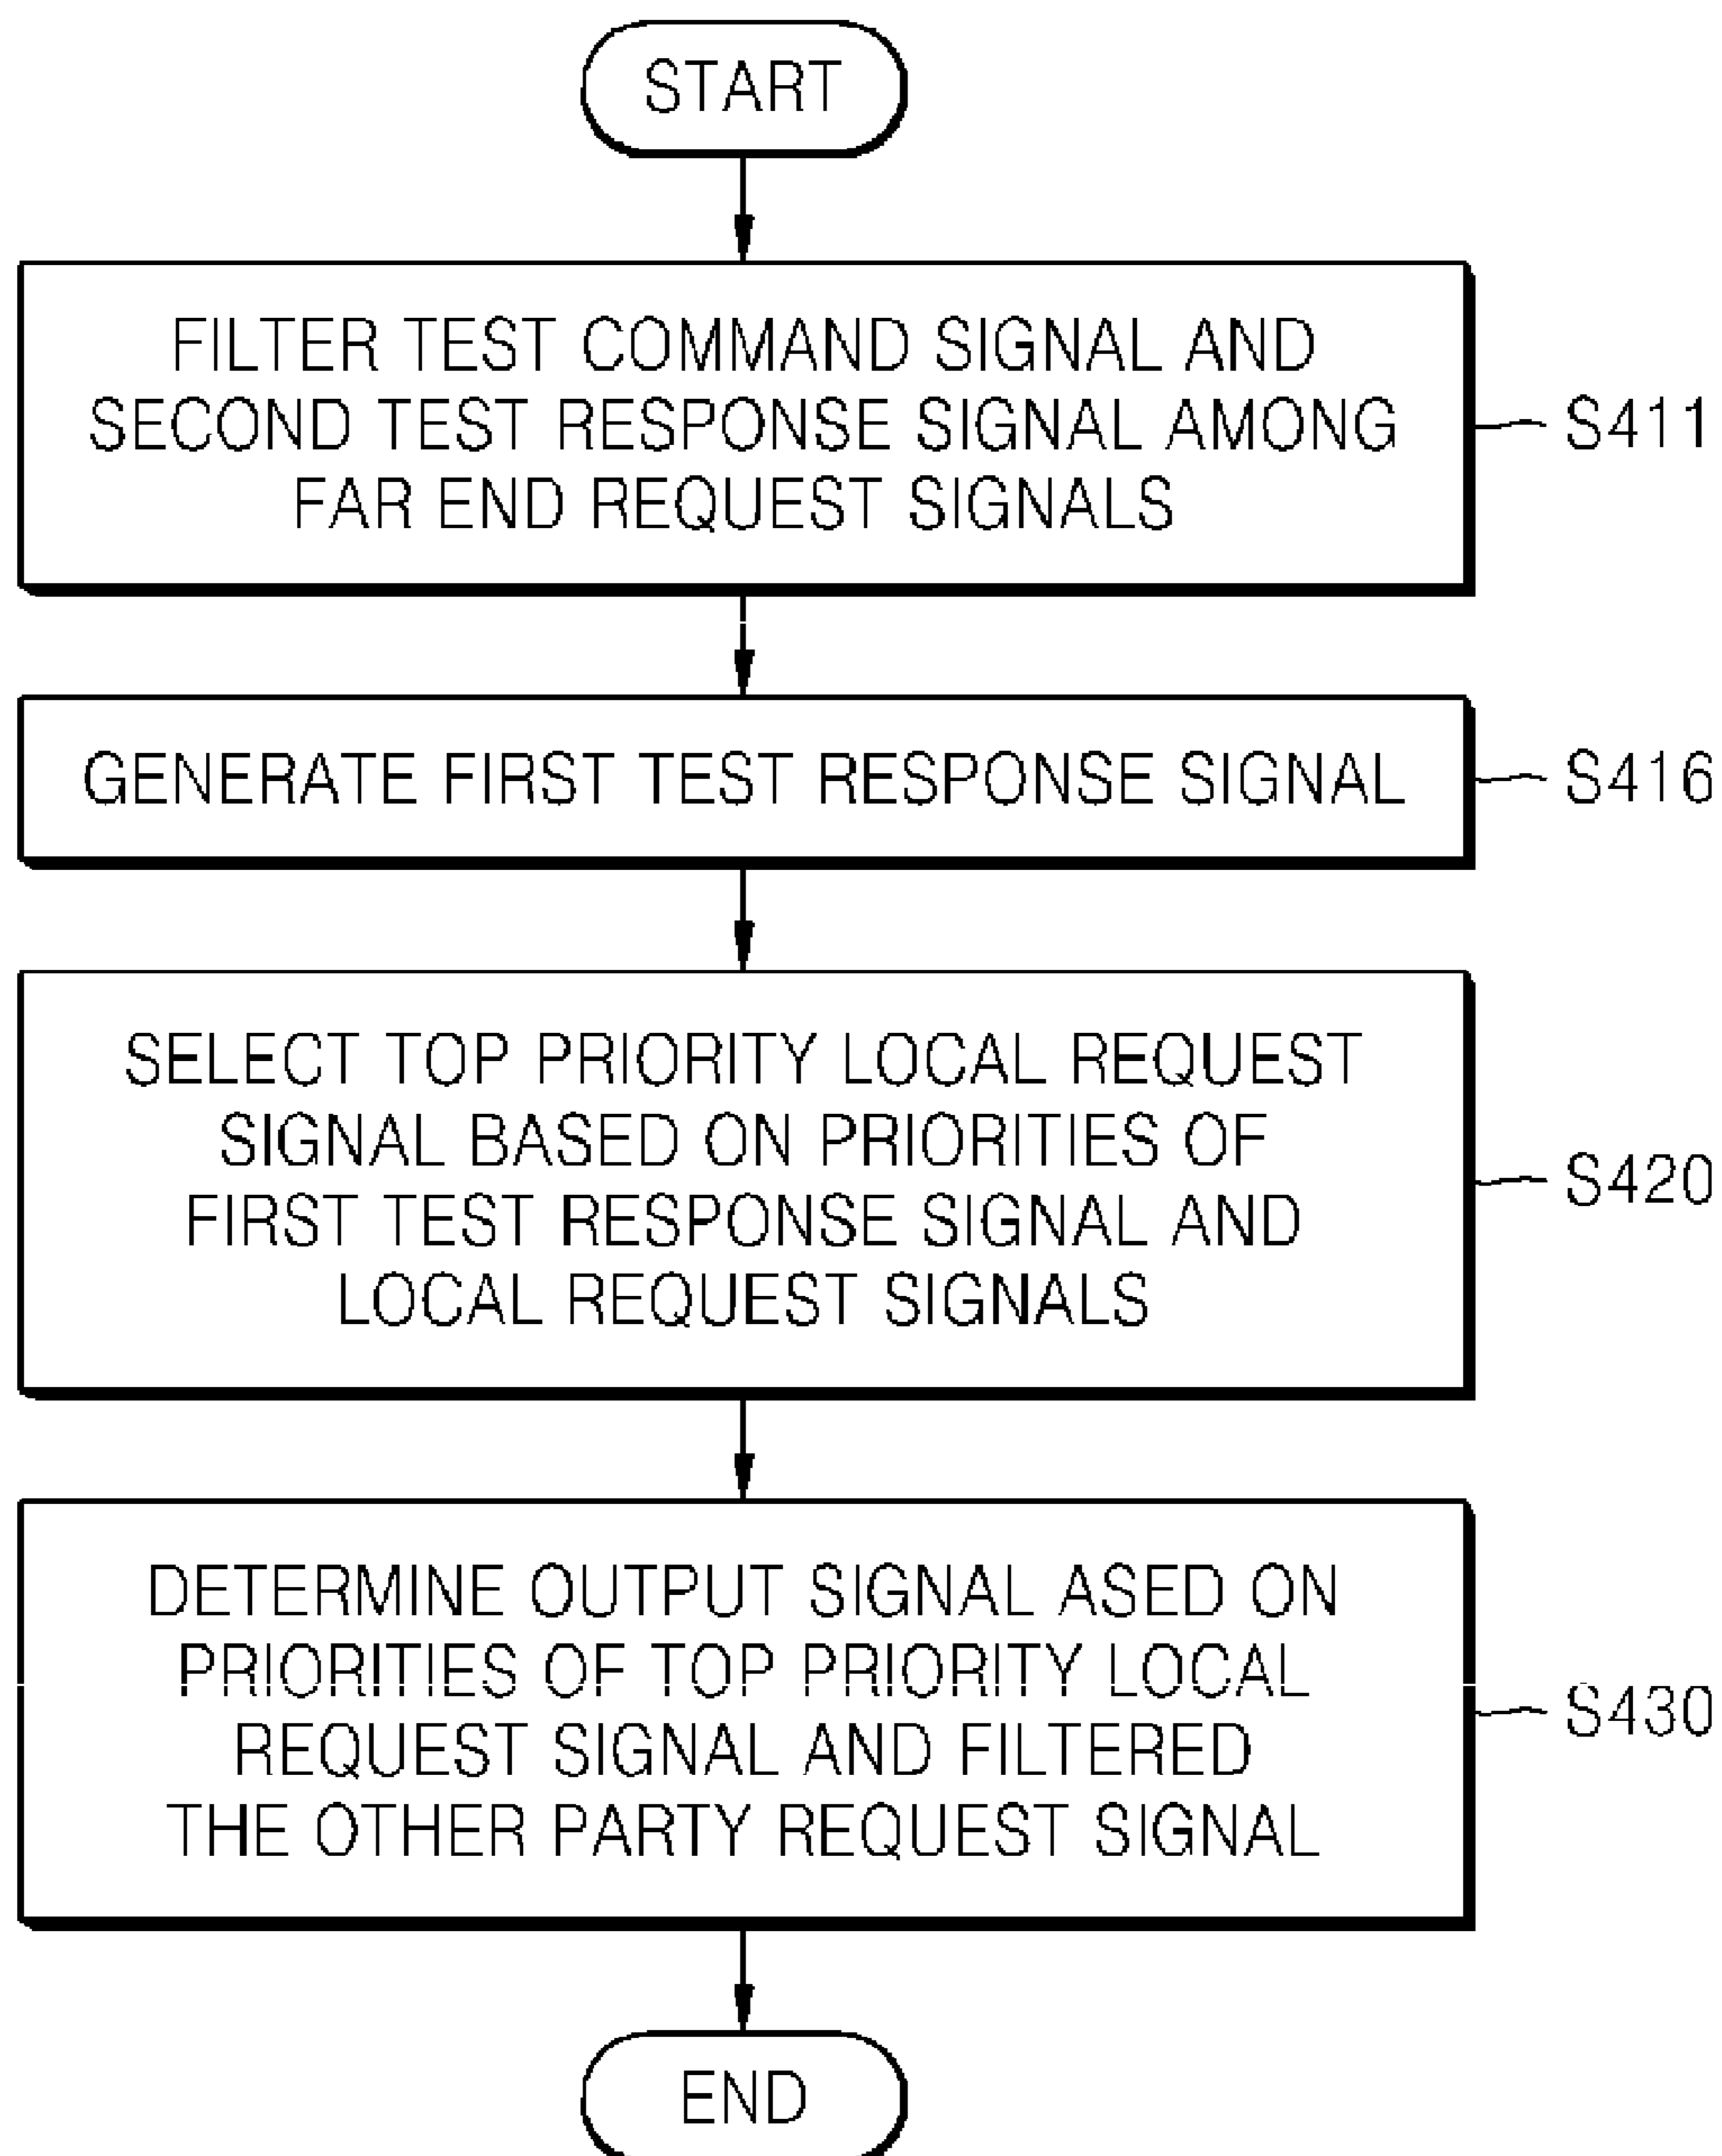 START
FILTER TEST COMMAND SIGNAL AND
SECOND TEST RESPONSE SIGNAL AMONG
FAR END REQUEST SIGNALS
S411
GENERATE FIRST TEST RESPONSE SIGNAL
S416
SELECT TOP PRIORITY LOCAL REQUEST
SIGNAL BASED ON PRIORITIES OF
FIRST TEST RESPONSE SIGNAL AND
LOCAL REQUEST SIGNALS
S420
DETERMINE OUTPUT SIGNAL ASED ON
PRIORITIES OF TOP PRIORITY LOCAL
REQUEST SIGNAL AND FILTERED
THE OTHER PARTY REQUEST SIGNAL
S430
END